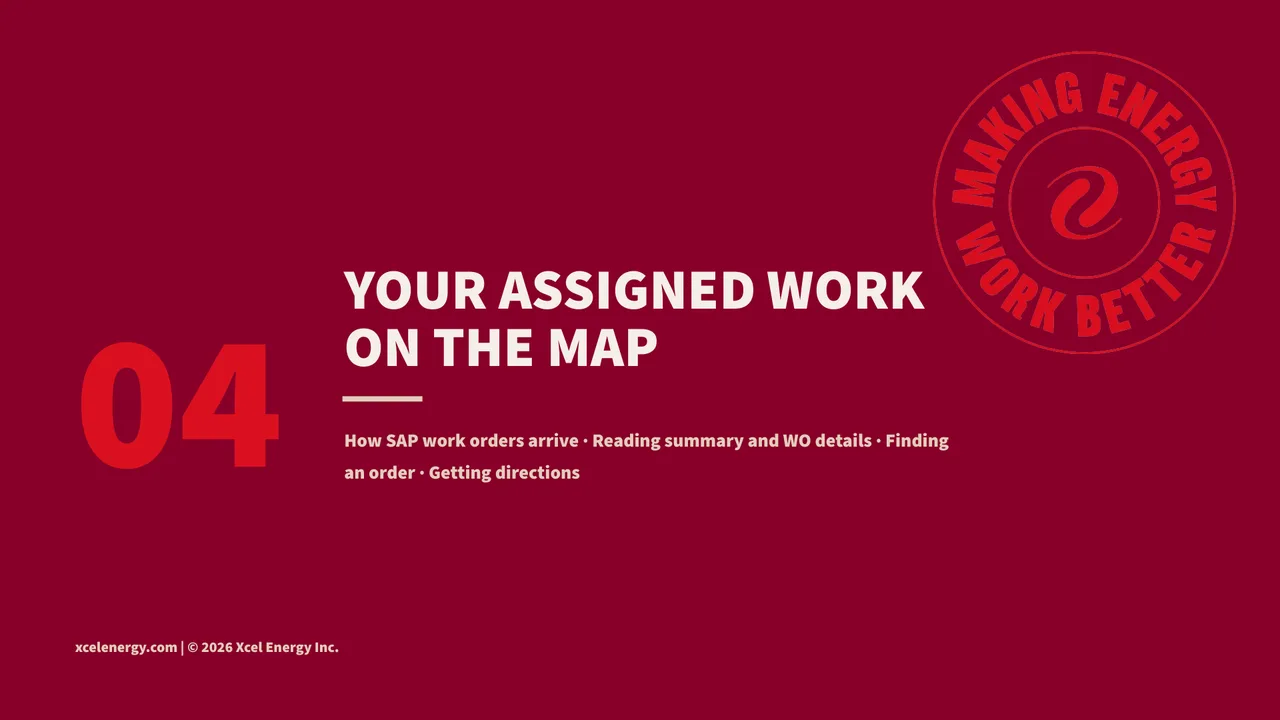 MAKING ENERGY
WORK BETTER
YOUR ASSIGNED WORK
ON THE MAP
04
How SAP work orders arrive · Reading summary and WO details · Finding
an order · Getting directions
xcelenergy.com | © 2026 Xcel Energy Inc.